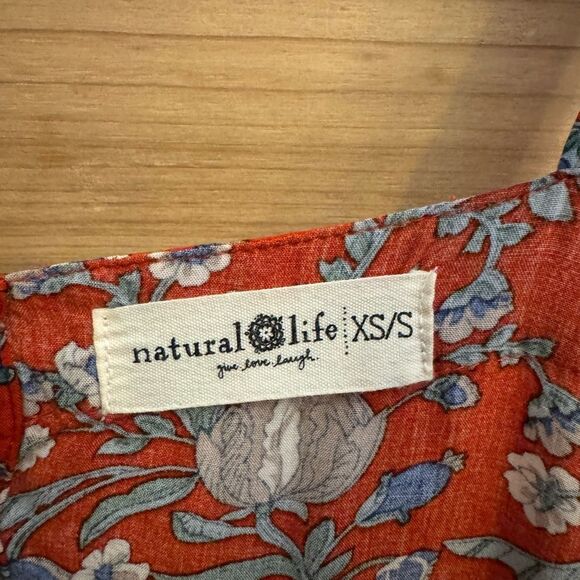 natural life XS/S
give. love. laugh.